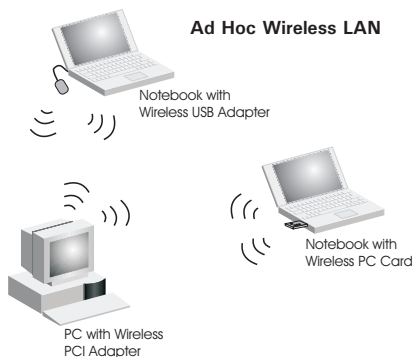 Ad Hoc Wireless LAN
Notebook with
Wireless USB Adapter
Notebook with
Wireless PC Card
PC with Wireless
PCI Adapter